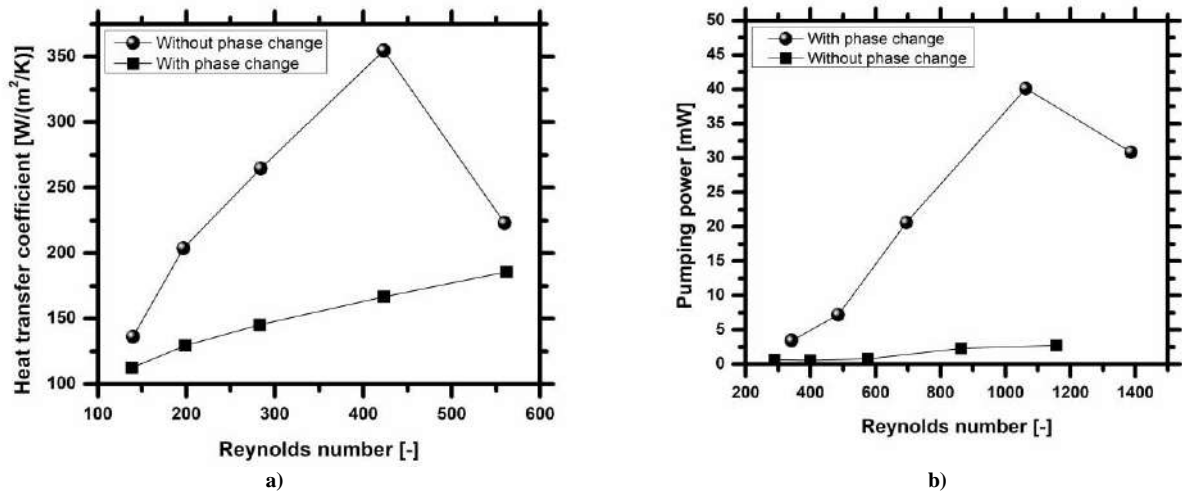 Heat transfer coefficient [W/(m²/K)]
350
300
250
200
150
100
Without phase change
With phase change
100 200 300 400 500 600
Reynolds number [-]
a)
Pumping power [mW]
50
45
40
35
30
25
20
15
10
5
0
With phase change
Without phase change
200 400 600 800 1000 1200 1400
Reynolds number [-]
b)